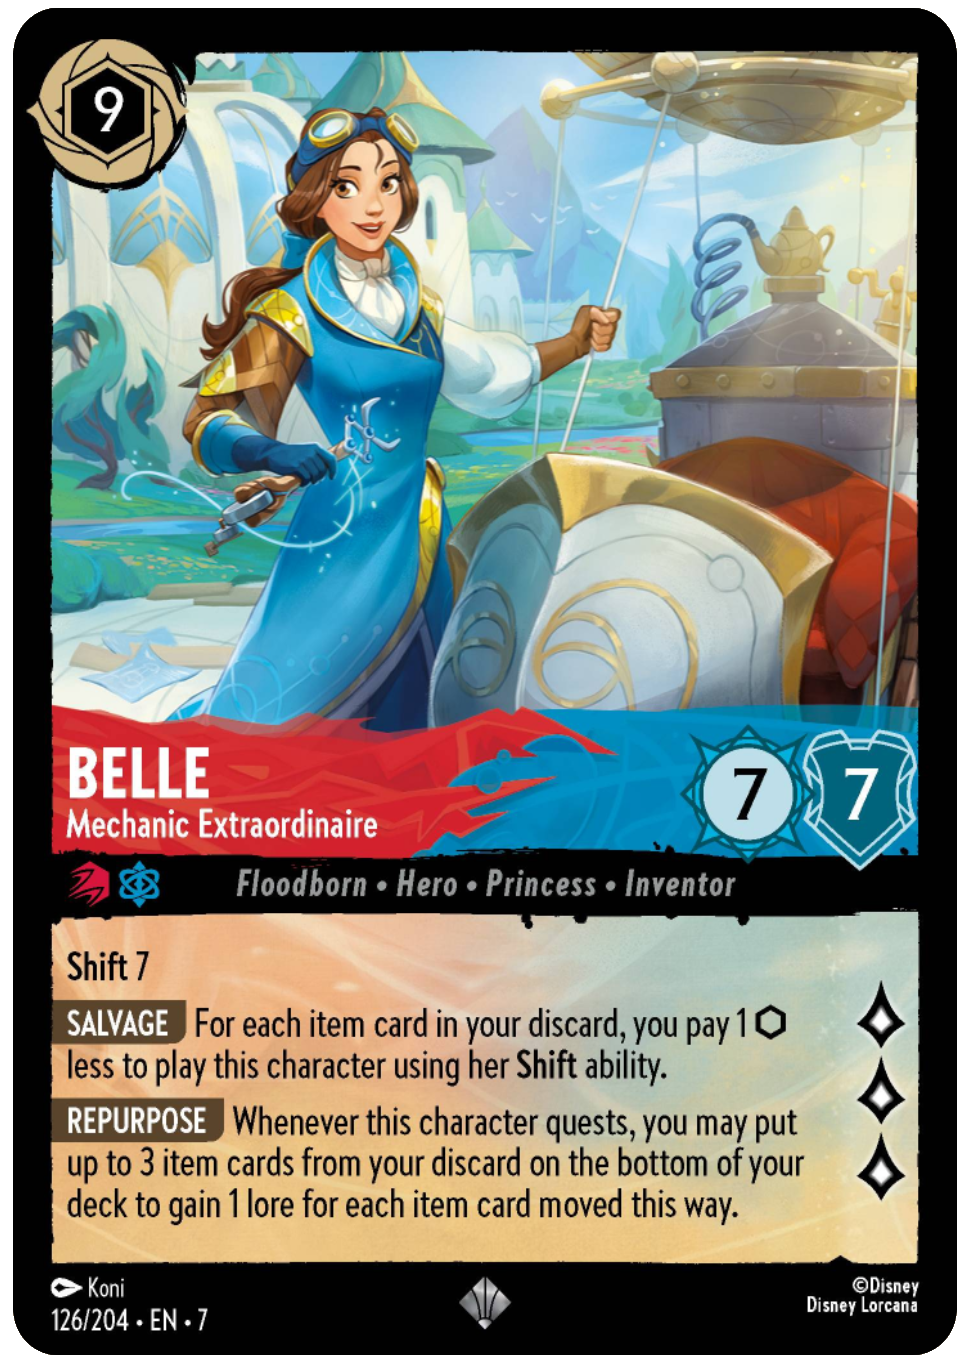 9
BELLE
Mechanic Extraordinaire
7
7
Floodborn • Hero • Princess • Inventor
Shift 7
SALVAGE For each item card in your discard, you pay 1 ⬡
less to play this character using her Shift ability.
REPURPOSE Whenever this character quests, you may put
up to 3 item cards from your discard on the bottom of your
deck to gain 1 lore for each item card moved this way.
Koni
126/204 • EN • 7
©Disney
Disney Lorcana